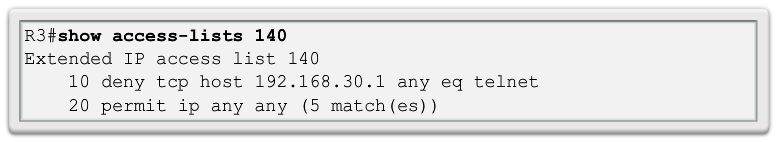 R3#show access-lists 140
Extended IP access list 140
10 deny tcp host 192.168.30.1 any eq telnet
20 permit ip any any (5 match(es))